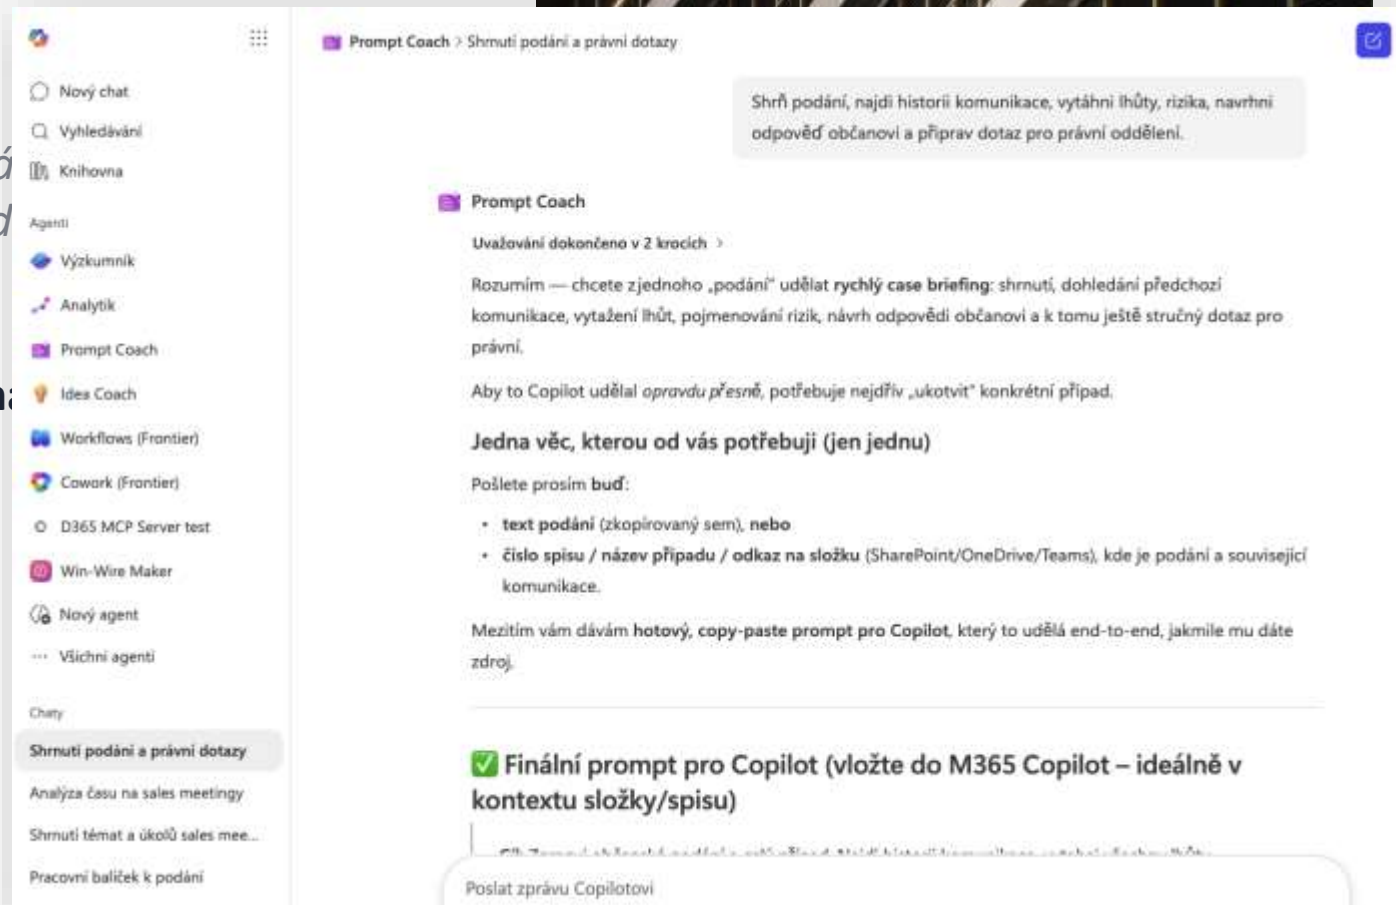 Nový chat
Vyhledávání
Knihovna
Agenti
Výzkumník
Analytik
Prompt Coach
Idea Coach
Workflows (Frontier)
Cowork (Frontier)
D365 MCP Server test
Win-Wire Maker
Nový agent
Všichni agenti
Chaty
Shrnutí podání a právní dotazy
Analýza času na sales meetingy
Shrnutí témat a úkolů sales mee...
Pracovní balíček k podání
Prompt Coach > Shrnutí podání a právní dotazy
Shrň podání, najdi historii komunikace, vytáhni lhůty, rizika, navrhni
odpověď občanovi a připrav dotaz pro právní oddělení.
Prompt Coach
Uvažování dokončeno v 2 krocích >
Rozumím — chcete z jednoho „podání“ udělat rychlý case briefing: shrnutí, dohledání předchozí
komunikace, vytažení lhůt, pojmenování rizik, návrh odpovědi občanovi a k tomu ještě stručný dotaz pro
právní.
Aby to Copilot udělal opravdu přesně, potřebuje nejdřív „ukotvit“ konkrétní případ.
Jedna věc, kterou od vás potřebuji (jen jednu)
Pošlete prosím buď:
• text podání (zkopírovaný sem), nebo
• číslo spisu / název případu / odkaz na složku (SharePoint/OneDrive/Teams), kde je podání a související
komunikace.
Mezitím vám dávám hotový, copy-paste prompt pro Copilot, který to udělá end-to-end, jakmile mu dáte
zdroj.
✅ Finální prompt pro Copilot (vložte do M365 Copilot – ideálně v
kontextu složky/spisu)
Poslat zprávu Copilotovi